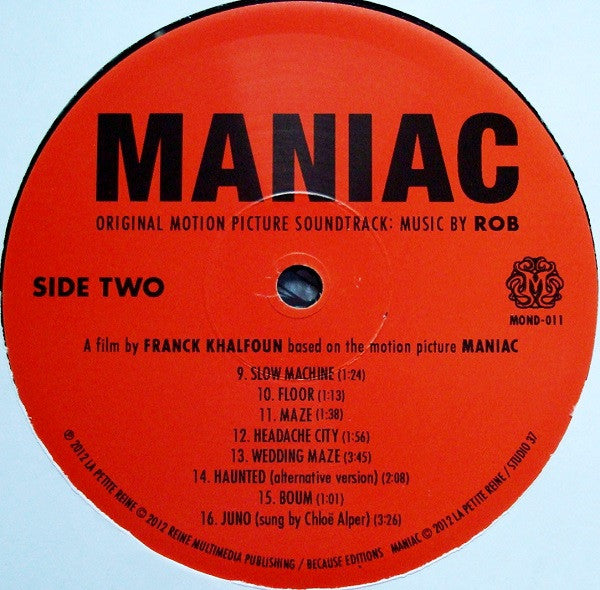 MANIAC
ORIGINAL MOTION PICTURE SOUNDTRACK: MUSIC BY ROB
SIDE TWO
MOND-011
A film by FRANCK KHALFOUN based on the motion picture MANIAC
9. SLOW MACHINE (1:24)
10. FLOOR (1:13)
11. MAZE (1:38)
12. HEADACHE CITY (1:56)
13. WEDDING MAZE (3:45)
14. HAUNTED (alternative version) (2:08)
15. BOUM (1:01)
16. JUNO (sung by Chloë Alper) (3:26)
℗ 2012 LA PETITE REINE © 2012 REINE MULTIMEDIA PUBLISHING / BECAUSE EDITIONS MANIAC © 2012 LA PETITE REINE / STUDIO 37